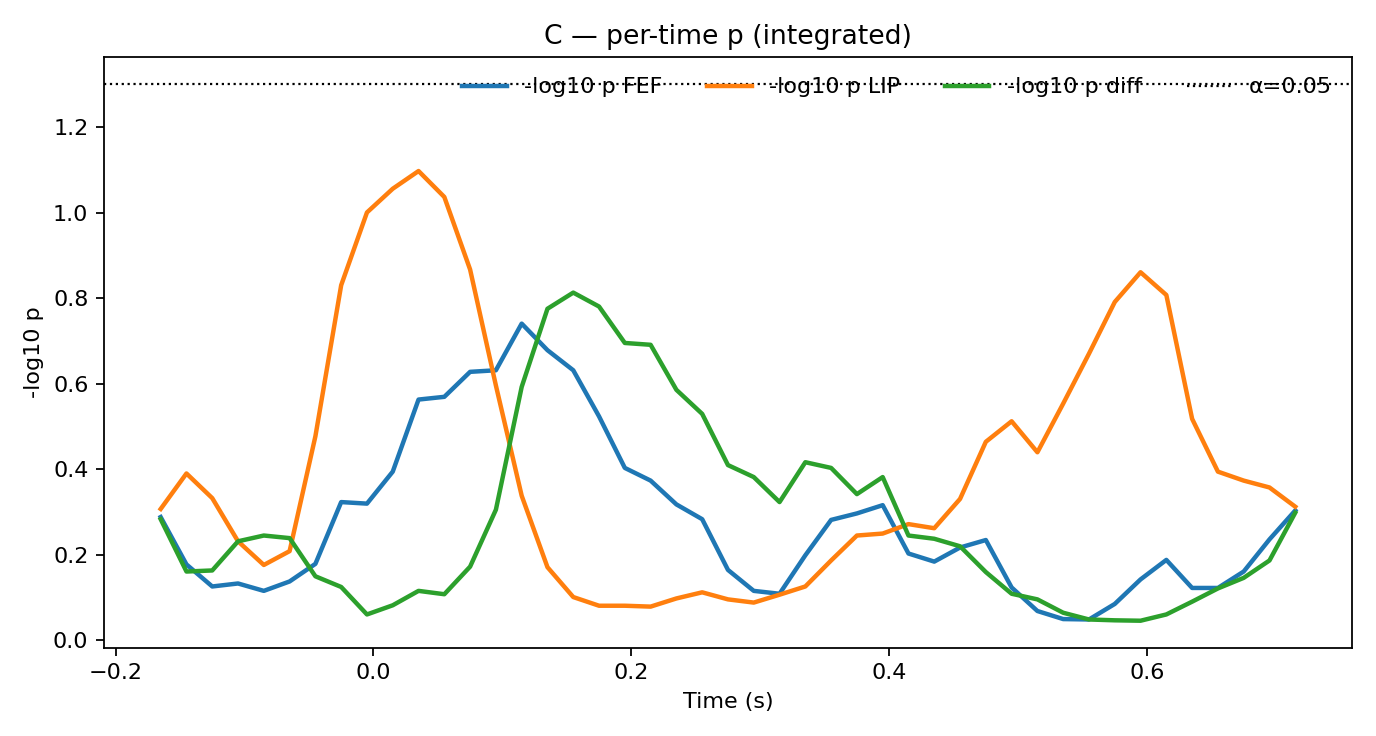 C — per-time p (integrated)
-log10 p FEF -log10 p LIP -log10 p diff α=0.05
1.2
1.0
0.8
0.6
0.4
0.2
0.0
-log10 p
−0.2 0.0 0.2 0.4 0.6
Time (s)